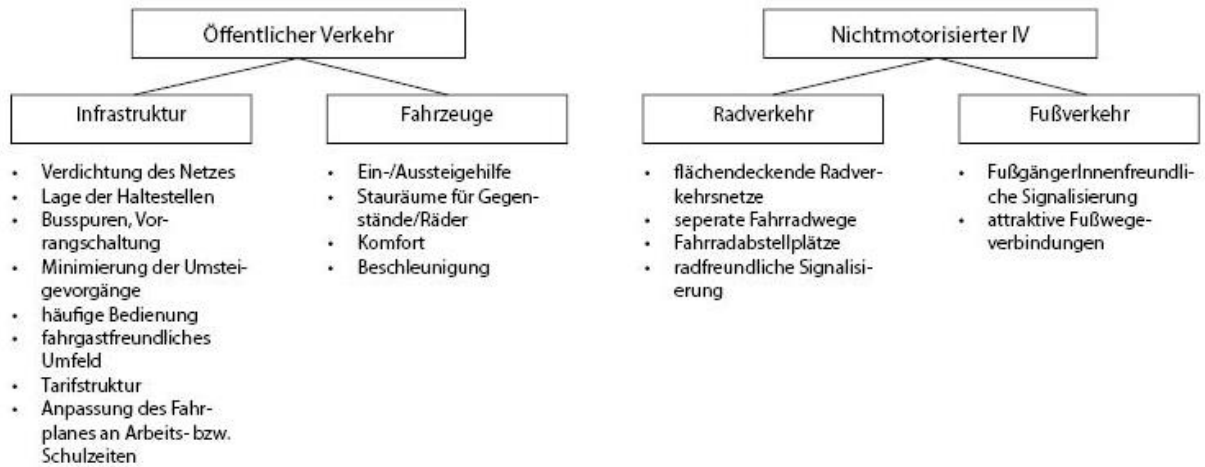 Öffentlicher Verkehr
Infrastruktur
• Verdichtung des Netzes
• Lage der Haltestellen
• Busspuren, Vor-
rangschaltung
• Minimierung der Umstei-
gevorgänge
• häufige Bedienung
• fahrgastfreundliches
Umfeld
• Tarifstruktur
• Anpassung des Fahr-
planes an Arbeits- bzw.
Schulzeiten
Fahrzeuge
• Ein-/Aussteigehilfe
• Stauräume für Gegen-
stände/Räder
• Komfort
• Beschleunigung
Nichtmotorisierter IV
Radverkehr
• flächendeckende Radver-
kehrsnetze
• seperate Fahrradwege
• Fahrradabstellplätze
• radfreundliche Signalisi-
erung
Fußverkehr
• FußgängerInnenfreundli-
che Signalisierung
• attraktive Fußwege-
verbindungen